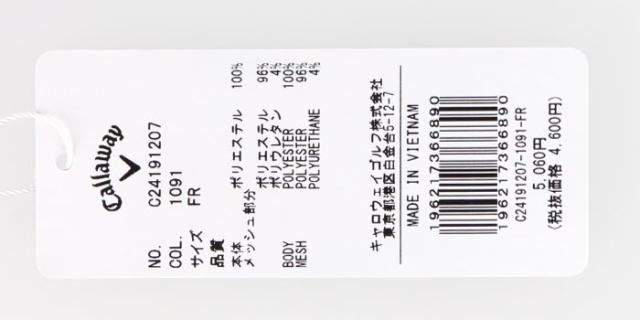 Callaway
NO. C24191207
COL. 1091
サイズ FR
品質
本体 ポリエステル 100%
メッシュ部分 ポリエステル 96%
ポリウレタン 4%
BODY POLYESTER 100%
MESH POLYESTER 96%
POLYURETHANE 4%
キャロウェイゴルフ株式会社
東京都港区白金台5-12-7
MADE IN VIETNAM
196217366890
196217366890
C24191207-1091-FR
5,060円
(税抜価格 4,600円)